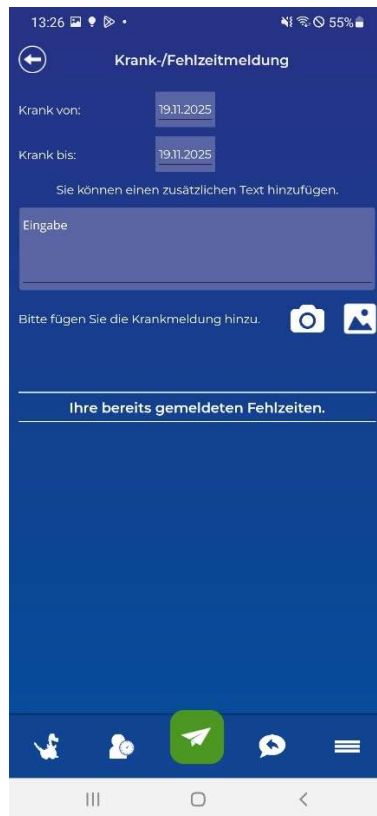 13:26 55%
Krank-/Fehlzeitmeldung
Krank von: 19.11.2025
Krank bis: 19.11.2025
Sie können einen zusätzlichen Text hinzufügen.
Eingabe
Bitte fügen Sie die Krankmeldung hinzu.
Ihre bereits gemeldeten Fehlzeiten.